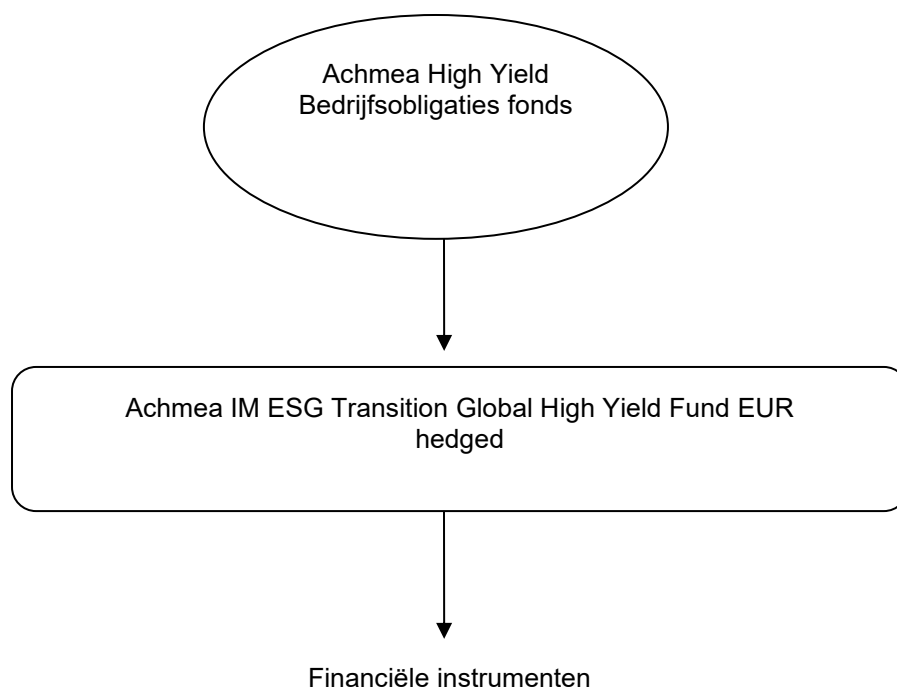 Achmea High Yield
Bedrijfsobligaties fonds
Achmea IM ESG Transition Global High Yield Fund EUR
hedged
Financiële instrumenten